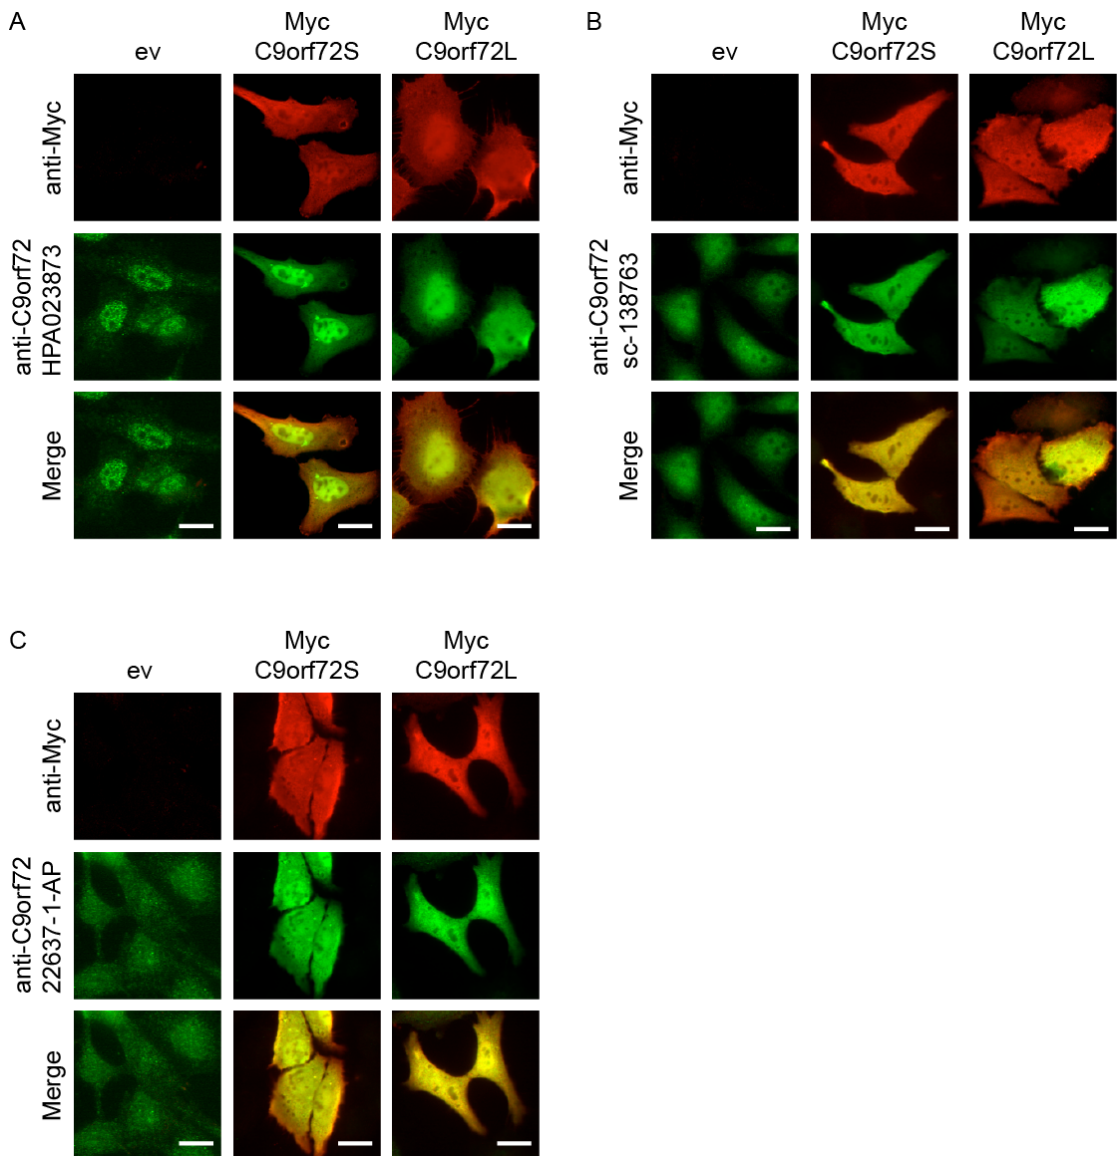 A
ev
Myc
C9orf72S
Myc
C9orf72L
anti-Myc
anti-C9orf72
HPA023873
Merge
B
ev
Myc
C9orf72S
Myc
C9orf72L
anti-Myc
anti-C9orf72
sc-138763
Merge
C
ev
Myc
C9orf72S
Myc
C9orf72L
anti-Myc
anti-C9orf72
22637-1-AP
Merge